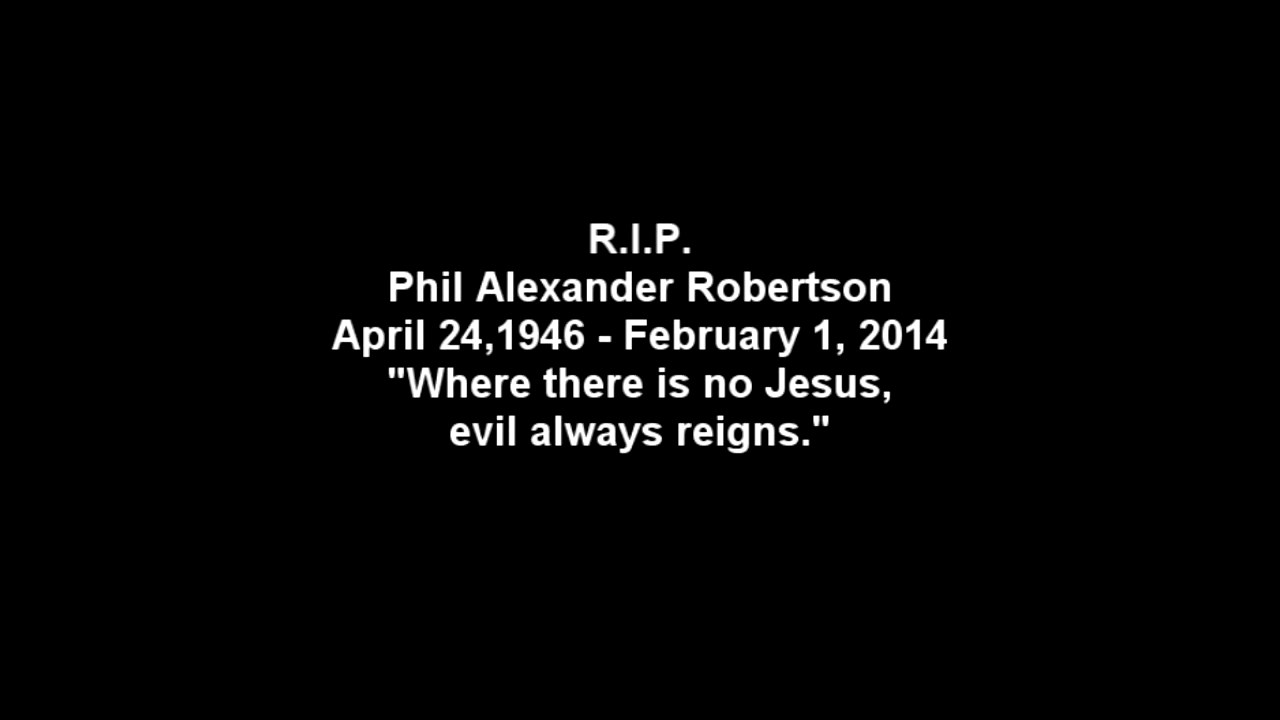 R.I.P.
Phil Alexander Robertson
April 24,1946 - February 1, 2014
"Where there is no Jesus,
evil always reigns."